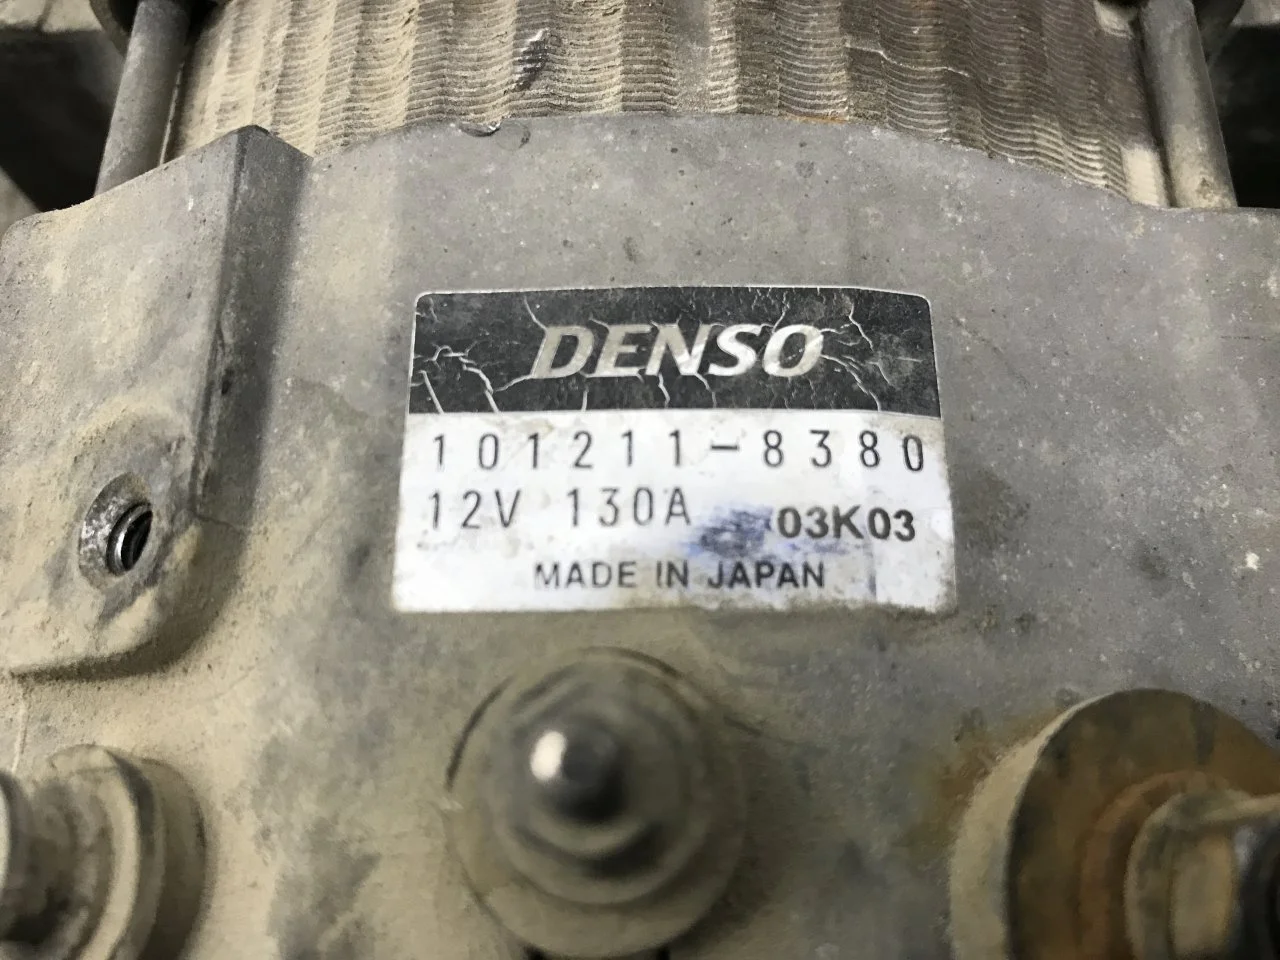 DENSO
101211-8380
12V 130A 03K03
MADE IN JAPAN